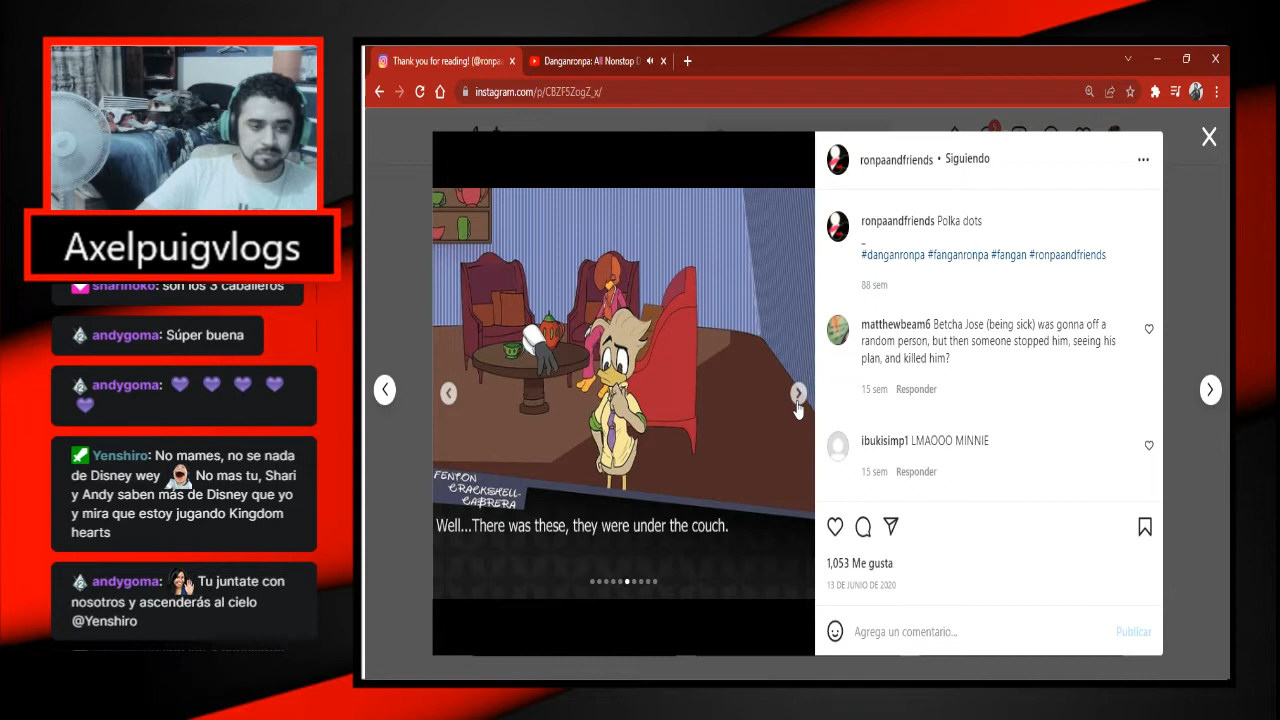 Axelpuigvlogs
sharinoko: son los 3 caballeros
andygoma: Súper buena
andygoma: 💜 💜 💜 💜
💜
Yenshiro: No mames, no se nada
de Disney wey No mas tu, Shari
y Andy saben más de Disney que yo
y mira que estoy jugando Kingdom
hearts
andygoma: Tu juntate con
nosotros y ascenderás al cielo
@Yenshiro
Thank you for reading! (@ronpa
Danganronpa: All Nonstop D
instagram.com/p/CBZF5ZogZ_x/
FENTON
CRACKSHELL-
CABRERA
Well...There was these, they were under the couch.
ronpaandfriends • Siguiendo
ronpaandfriends Polka dots
_
#danganronpa #fanganronpa #fangan #ronpaandfriends
88 sem
matthewbeam6 Betcha Jose (being sick) was gonna off a
random person, but then someone stopped him, seeing his
plan, and killed him?
15 sem Responder
ibukisimp1 LMAOOO MINNIE
15 sem Responder
1,053 Me gusta
13 DE JUNIO DE 2020
Agrega un comentario...
Publicar